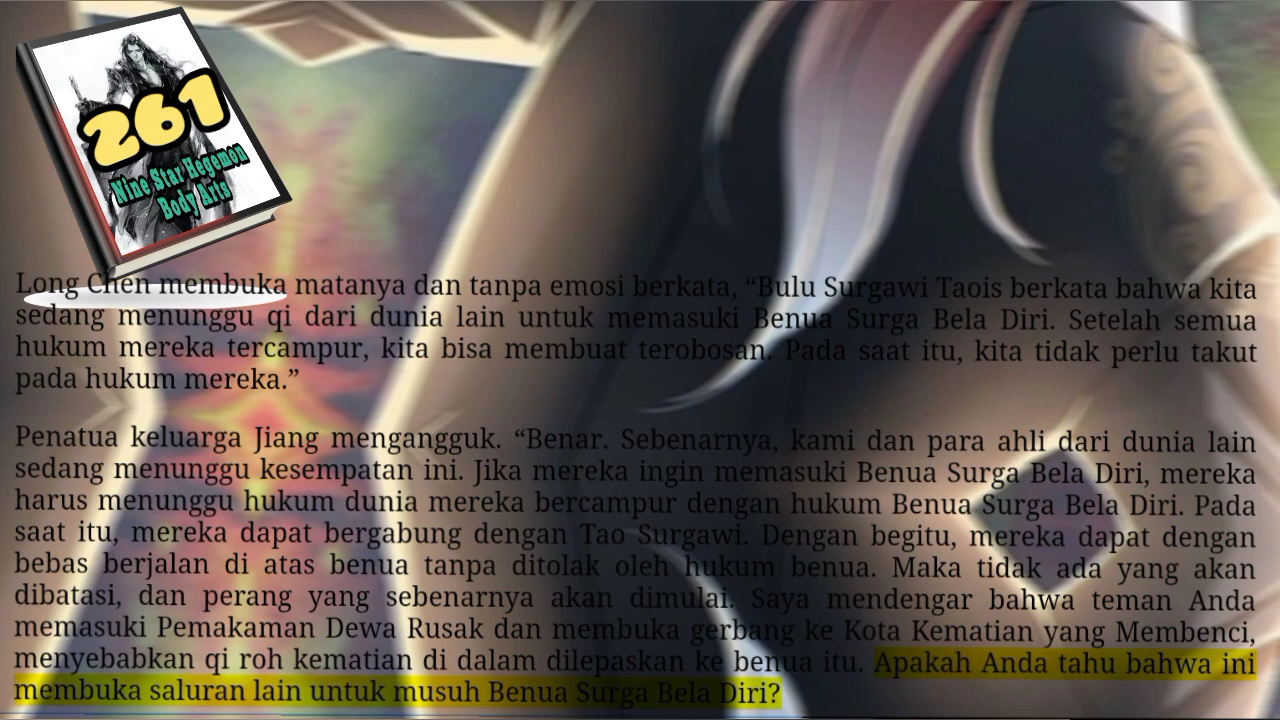 261
Nine Star Hegemon
Body Arts
Long Chen membuka matanya dan tanpa emosi berkata, “Bulu Surgawi Taois berkata bahwa kita
sedang menunggu qi dari dunia lain untuk memasuki Benua Surga Bela Diri. Setelah semua
hukum mereka tercampur, kita bisa membuat terobosan. Pada saat itu, kita tidak perlu takut
pada hukum mereka.”
Penatua keluarga Jiang mengangguk. “Benar. Sebenarnya, kami dan para ahli dari dunia lain
sedang menunggu kesempatan ini. Jika mereka ingin memasuki Benua Surga Bela Diri, mereka
harus menunggu hukum dunia mereka bercampur dengan hukum Benua Surga Bela Diri. Pada
saat itu, mereka dapat bergabung dengan Tao Surgawi. Dengan begitu, mereka dapat dengan
bebas berjalan di atas benua tanpa ditolak oleh hukum benua. Maka tidak ada yang akan
dibatasi, dan perang yang sebenarnya akan dimulai. Saya mendengar bahwa teman Anda
memasuki Pemakaman Dewa Rusak dan membuka gerbang ke Kota Kematian yang Membenci,
menyebabkan qi roh kematian di dalam dilepaskan ke benua itu. Apakah Anda tahu bahwa ini
membuka saluran lain untuk musuh Benua Surga Bela Diri?